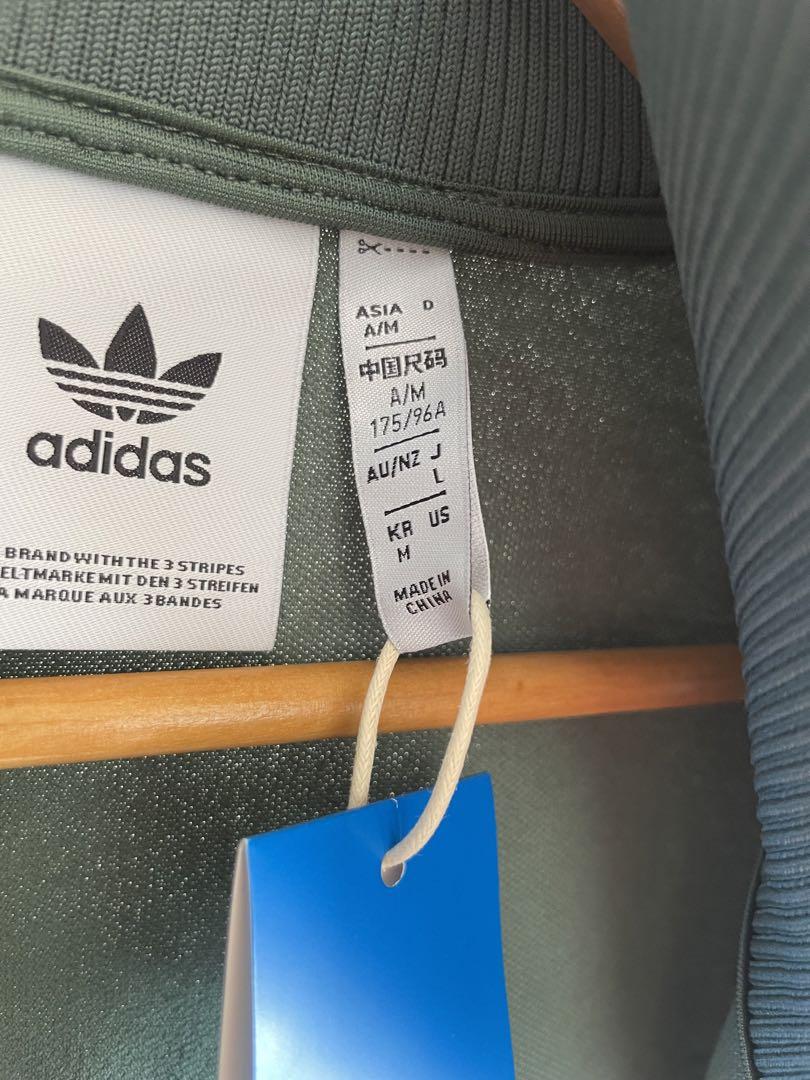 adidas
BRAND WITH THE 3 STRIPES
ELTMARKE MIT DEN 3 STREIFEN
A MARQUE AUX 3 BANDES
ASIA D
A/M
中国尺码
A/M
175/96A
AU/NZ J
L
KR US
M
MADE IN
CHINA